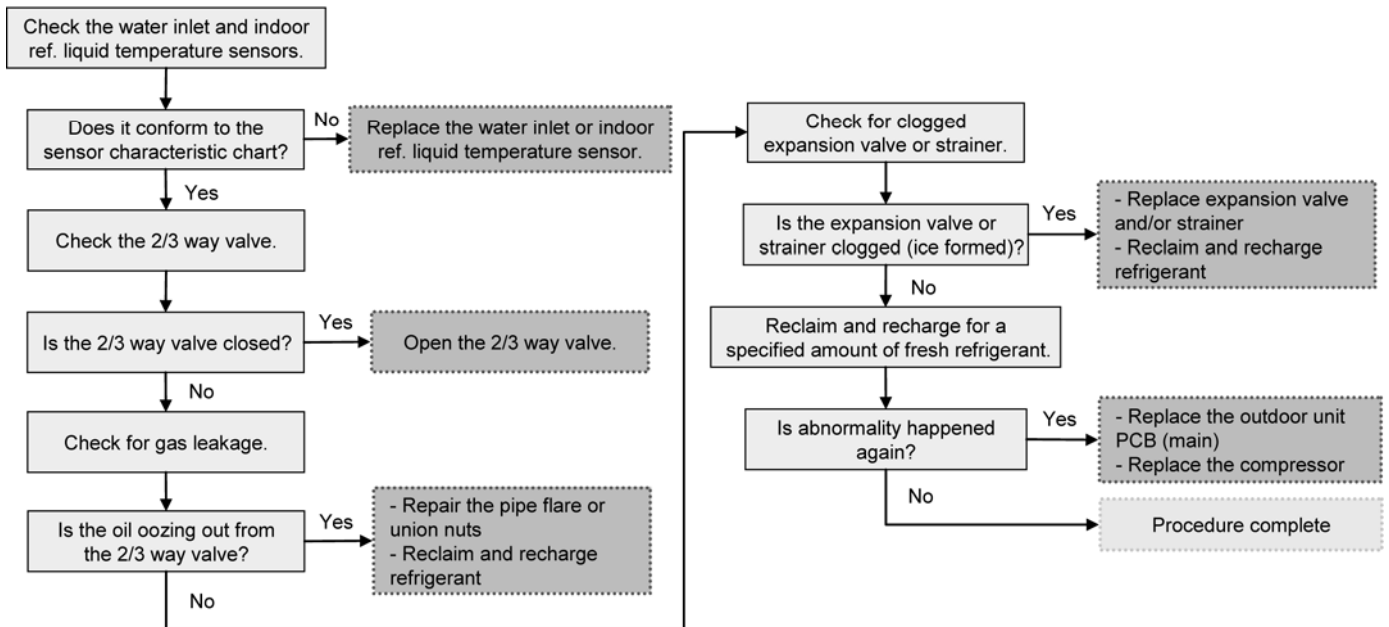 Check the water inlet and indoor
ref. liquid temperature sensors.
Does it conform to the
sensor characteristic chart?
No
Replace the water inlet or indoor
ref. liquid temperature sensor.
Yes
Check the 2/3 way valve.
Is the 2/3 way valve closed?
Yes
Open the 2/3 way valve.
No
Check for gas leakage.
Is the oil oozing out from
the 2/3 way valve?
Yes
- Repair the pipe flare or
union nuts
- Reclaim and recharge
refrigerant
No
Check for clogged
expansion valve or strainer.
Is the expansion valve or
strainer clogged (ice formed)?
Yes
- Replace expansion valve
and/or strainer
- Reclaim and recharge
refrigerant
No
Reclaim and recharge for a
specified amount of fresh refrigerant.
Is abnormality happened
again?
Yes
- Replace the outdoor unit
PCB (main)
- Replace the compressor
No
Procedure complete